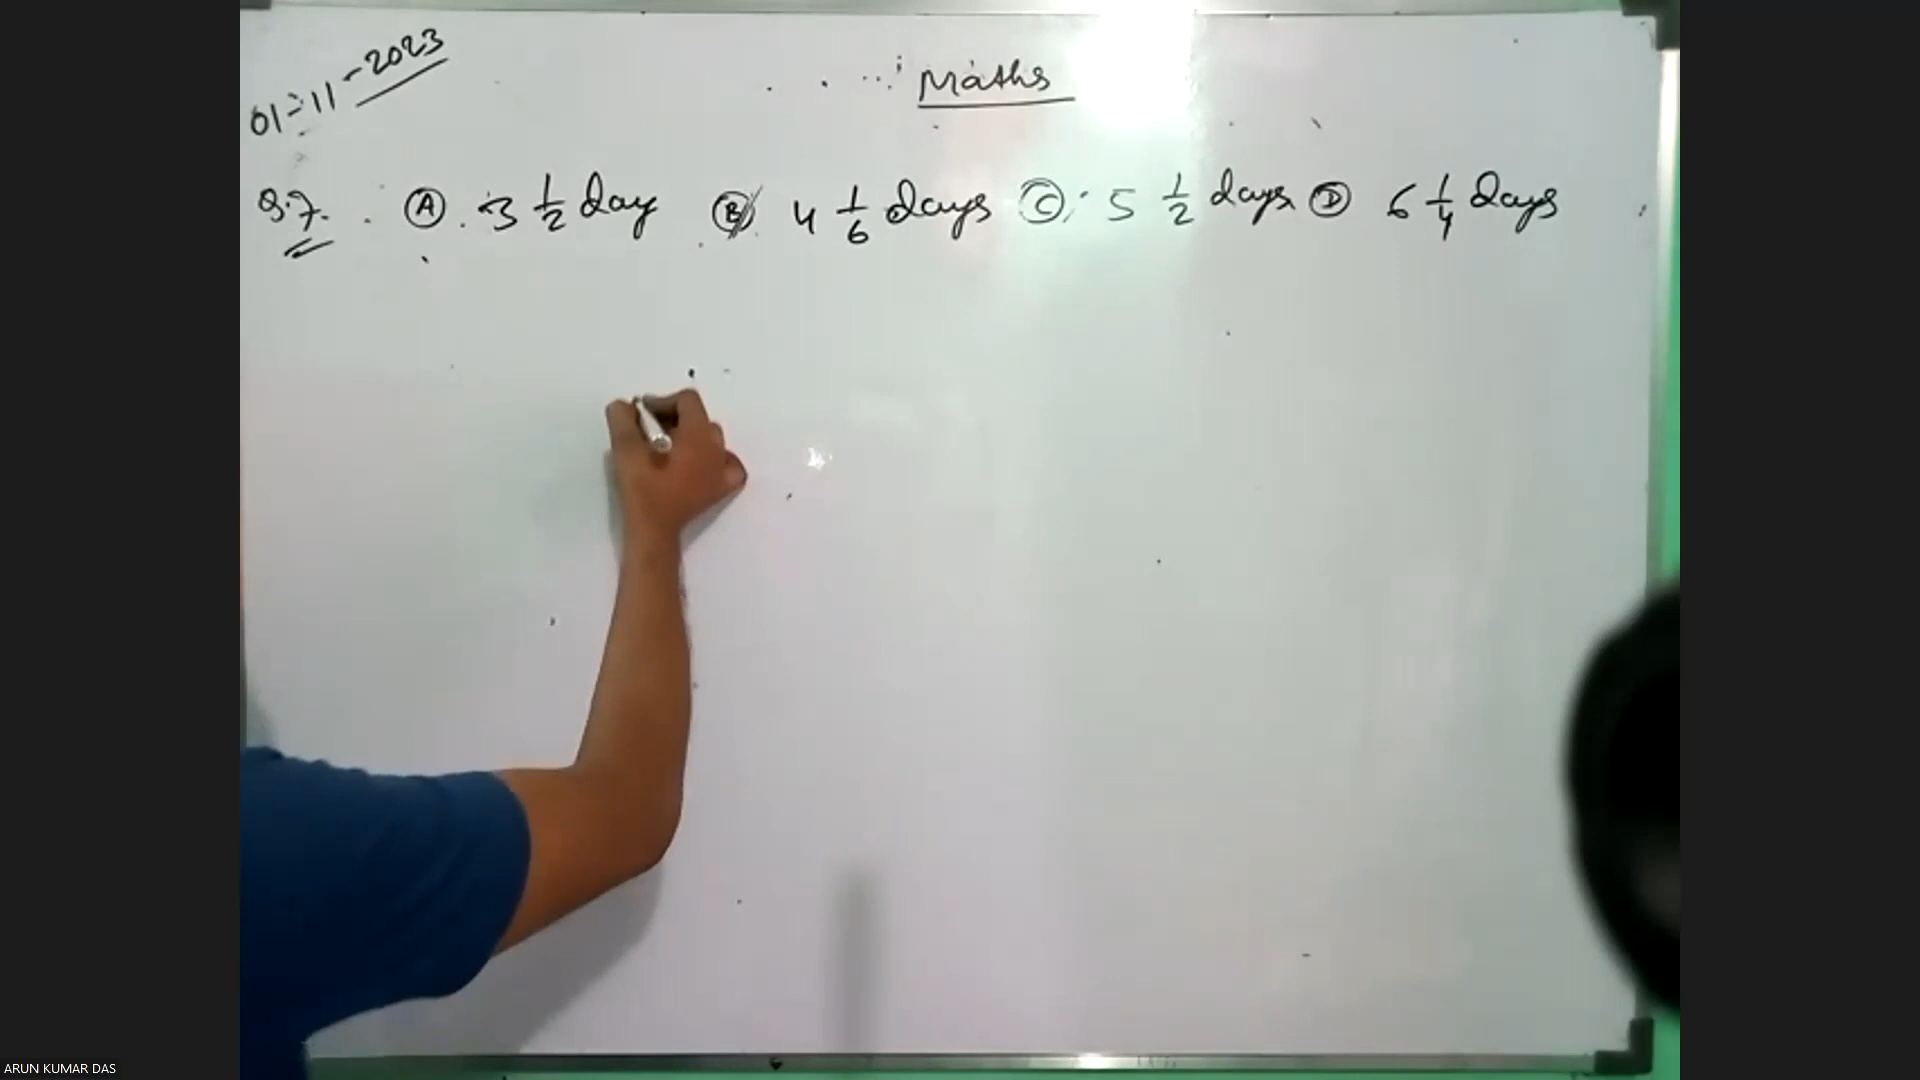 01-11-2023
Maths
Q.7. (A) 3 1/2 day (B) 4 1/6 days (C) 5 1/2 days (D) 6 1/4 days
ARUN KUMAR DAS